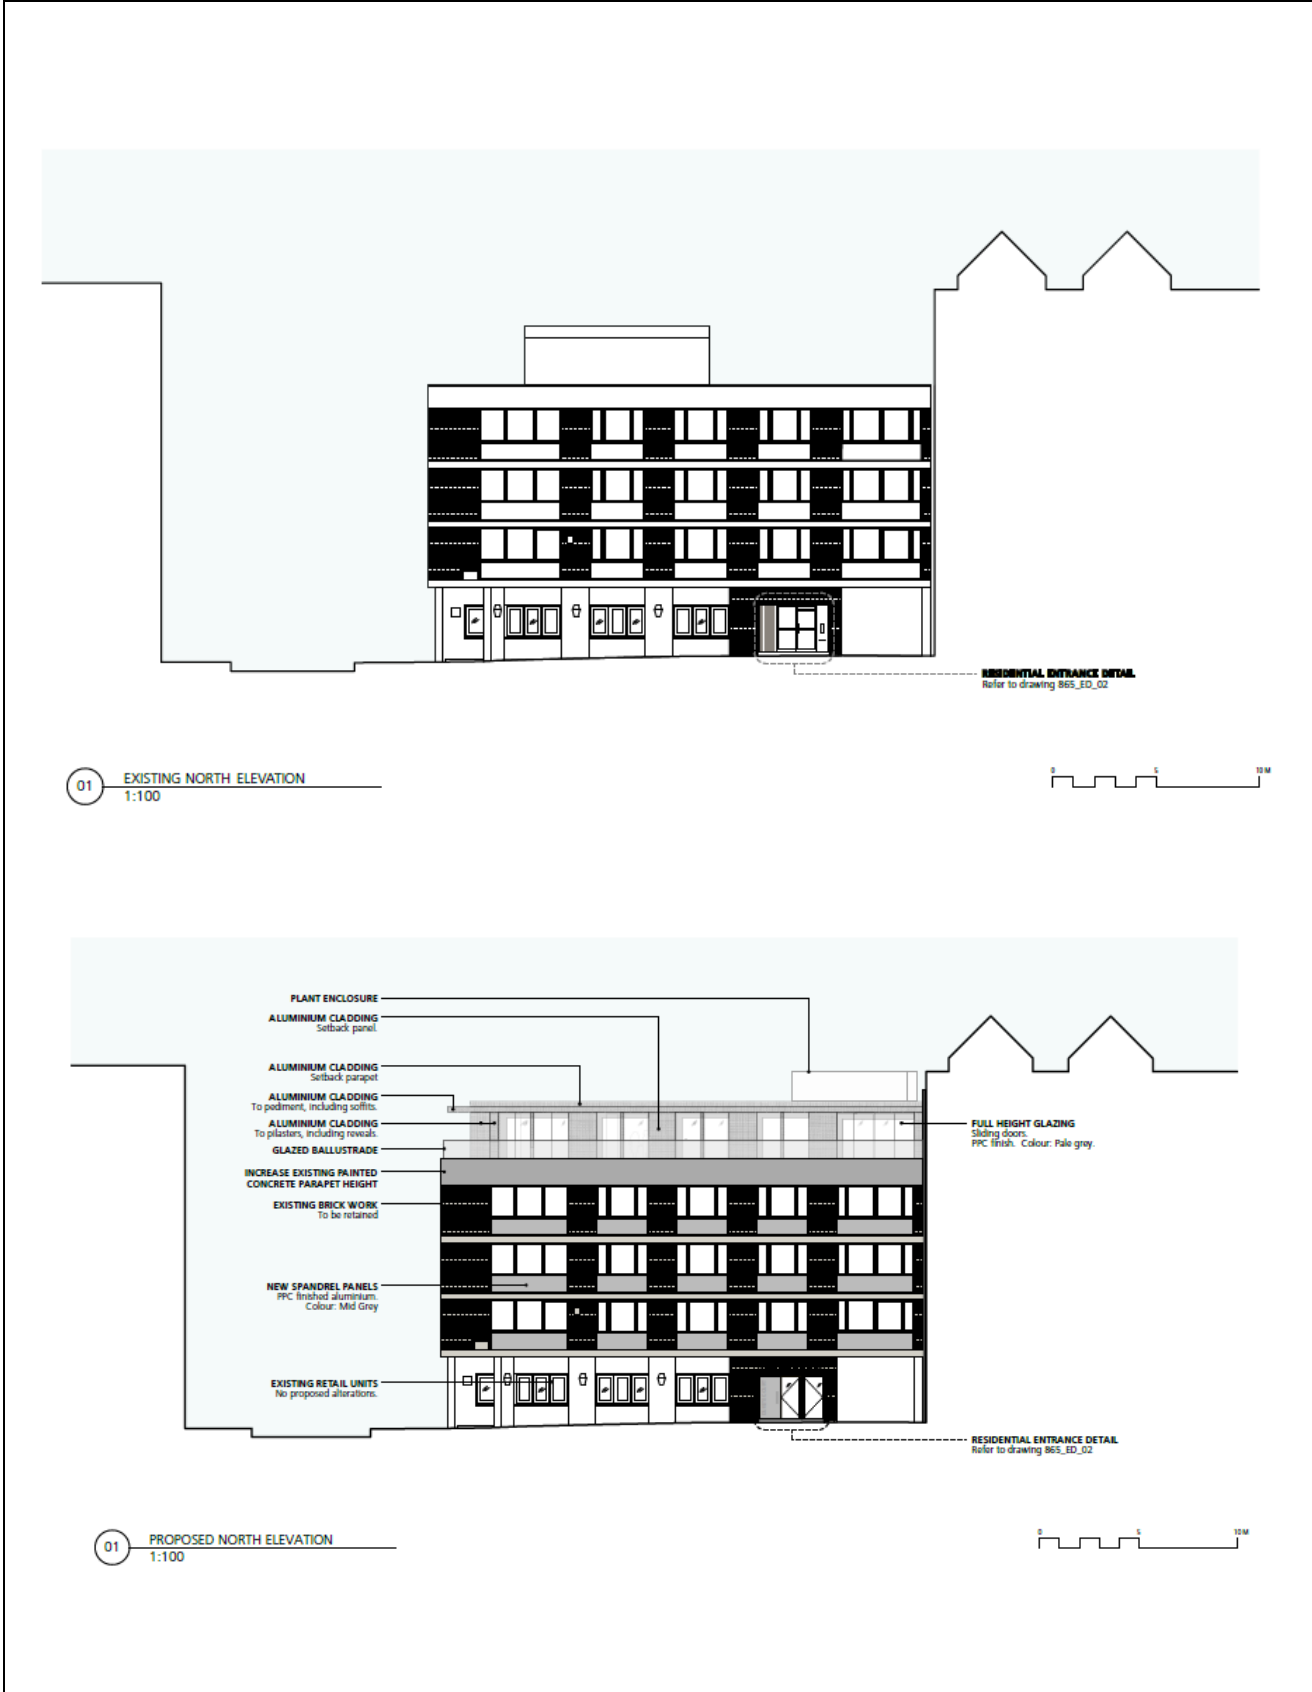 RESIDENTIAL ENTRANCE DETAIL
Refer to drawing 865_ED_02
01
EXISTING NORTH ELEVATION
1:100
0 5 10 M
PLANT ENCLOSURE
ALUMINIUM CLADDING
Setback panel.
ALUMINIUM CLADDING
Setback parapet
ALUMINIUM CLADDING
To pediment, including soffits.
ALUMINIUM CLADDING
To pilasters, including reveals.
GLAZED BALLUSTRADE
INCREASE EXISTING PAINTED
CONCRETE PARAPET HEIGHT
EXISTING BRICK WORK
To be retained
NEW SPANDREL PANELS
PPC finished aluminium.
Colour: Mid Grey
EXISTING RETAIL UNITS
No proposed alterations.
FULL HEIGHT GLAZING
Sliding doors.
PPC finish. Colour: Pale grey.
RESIDENTIAL ENTRANCE DETAIL
Refer to drawing 865_ED_02
01
PROPOSED NORTH ELEVATION
1:100
0 5 10 M